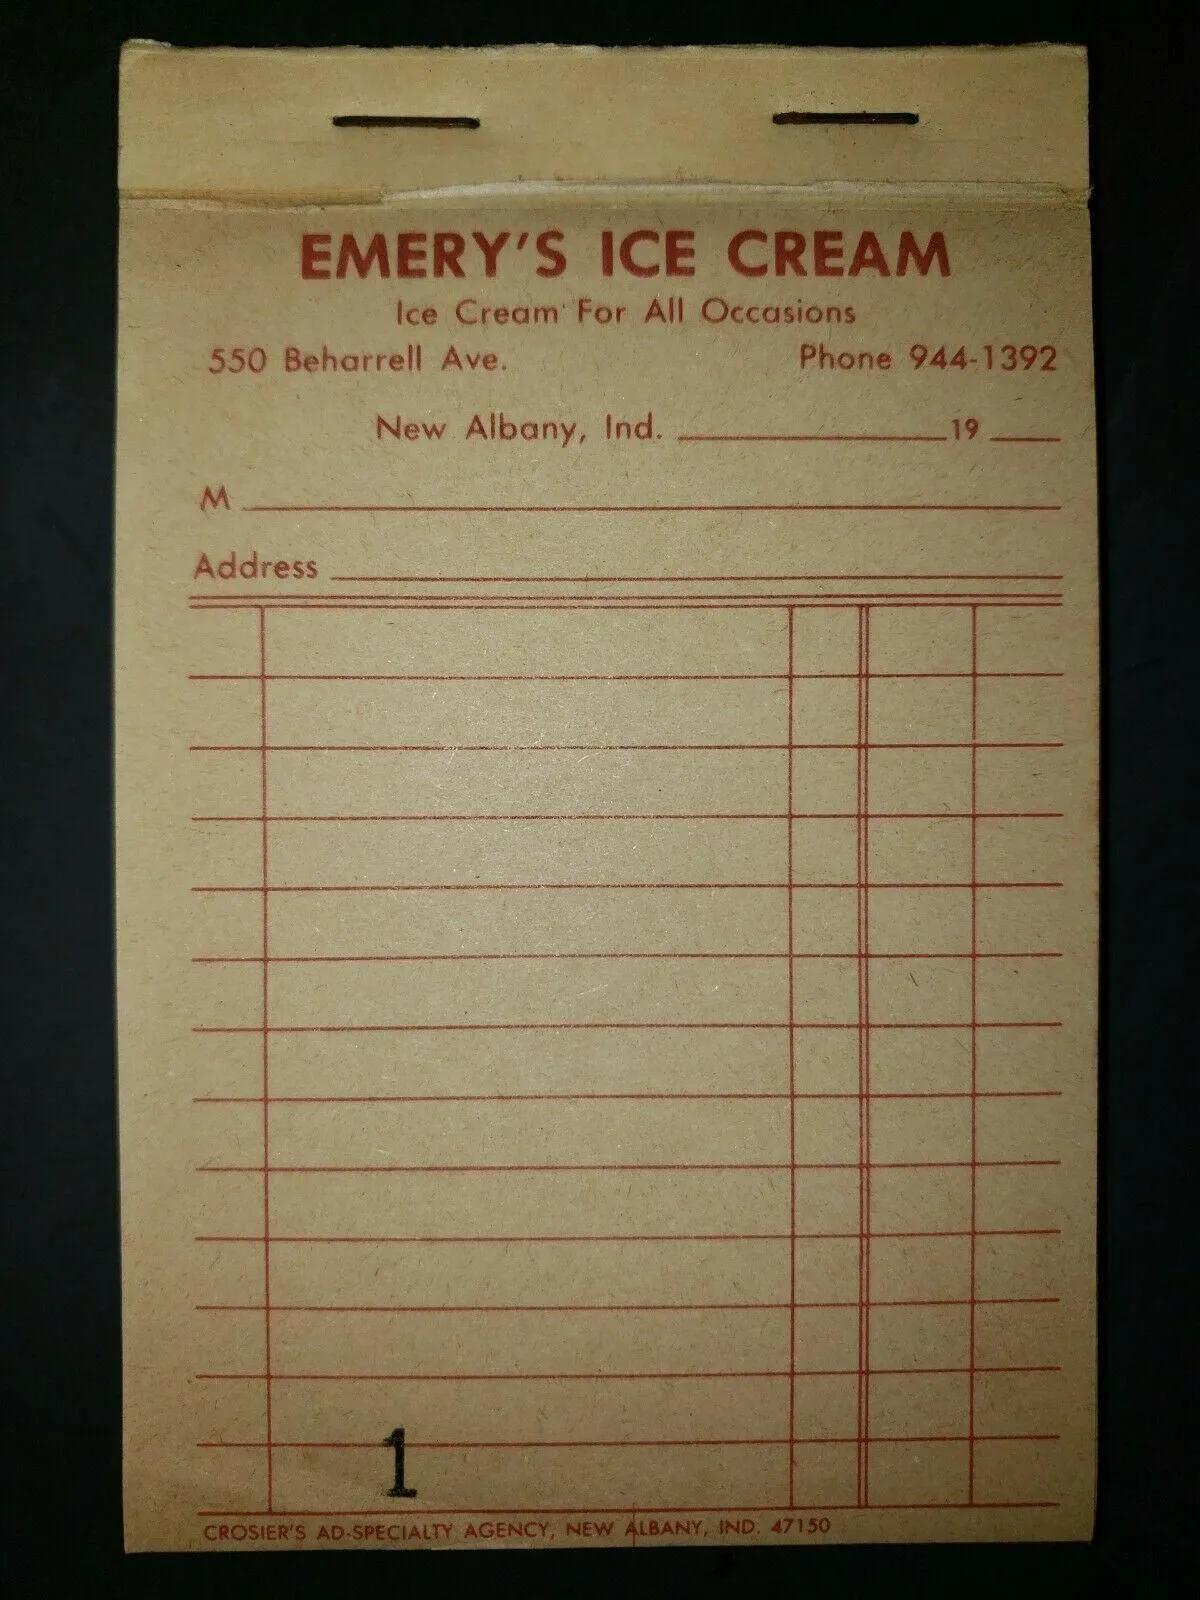 EMERY'S ICE CREAM
Ice Cream For All Occasions
550 Beharrell Ave. Phone 944-1392
New Albany, Ind. 19
M
Address
1
CROSIER'S AD-SPECIALTY AGENCY, NEW ALBANY, IND. 47150